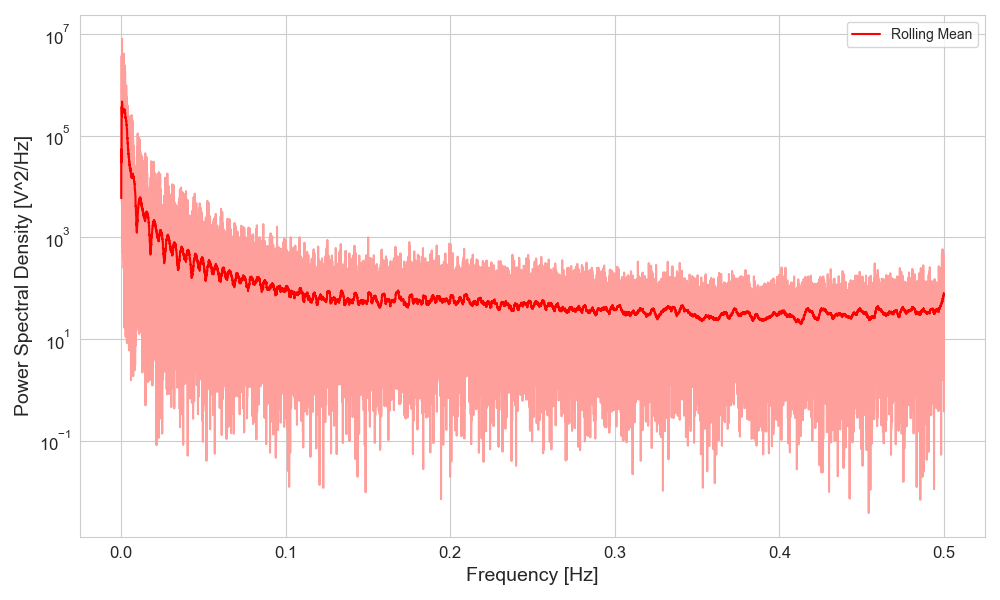 Rolling Mean
Power Spectral Density [V^2/Hz]
10^7
10^5
10^3
10^1
10^−1
0.0 0.1 0.2 0.3 0.4 0.5
Frequency [Hz]